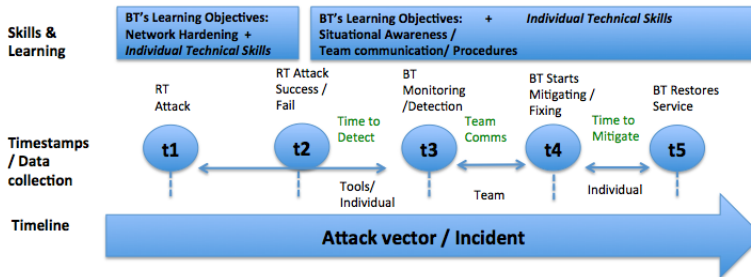 Skills &
Learning
BT's Learning Objectives:
Network Hardening +
Individual Technical Skills
BT's Learning Objectives: + Individual Technical Skills
Situational Awareness /
Team communication/ Procedures
RT
Attack
RT Attack
Success /
Fail
BT
Monitoring
/Detection
BT Starts
Mitigating /
Fixing
BT Restores
Service
Time to
Detect
Team
Comms
Time to
Mitigate
Timestamps
/ Data
collection
t1
t2
t3
t4
t5
Tools/
Individual
Team
Individual
Timeline
Attack vector / Incident